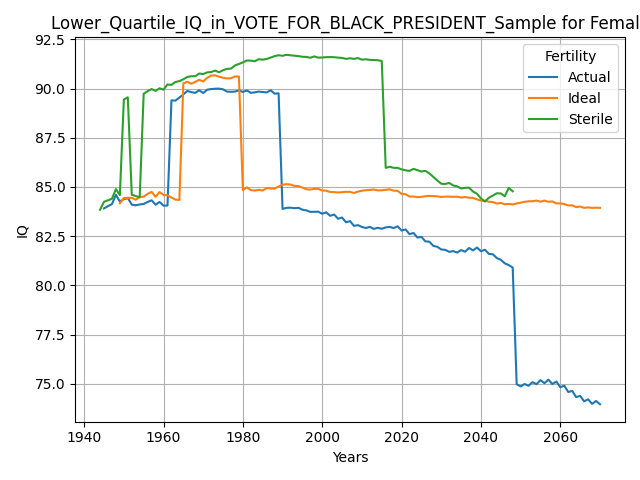 Lower_Quartile_IQ_in_VOTE_FOR_BLACK_PRESIDENT_Sample for Femal
92.5
90.0
87.5
85.0
82.5
80.0
77.5
75.0
IQ
Fertility
Actual
Ideal
Sterile
1940 1960 1980 2000 2020 2040 2060
Years